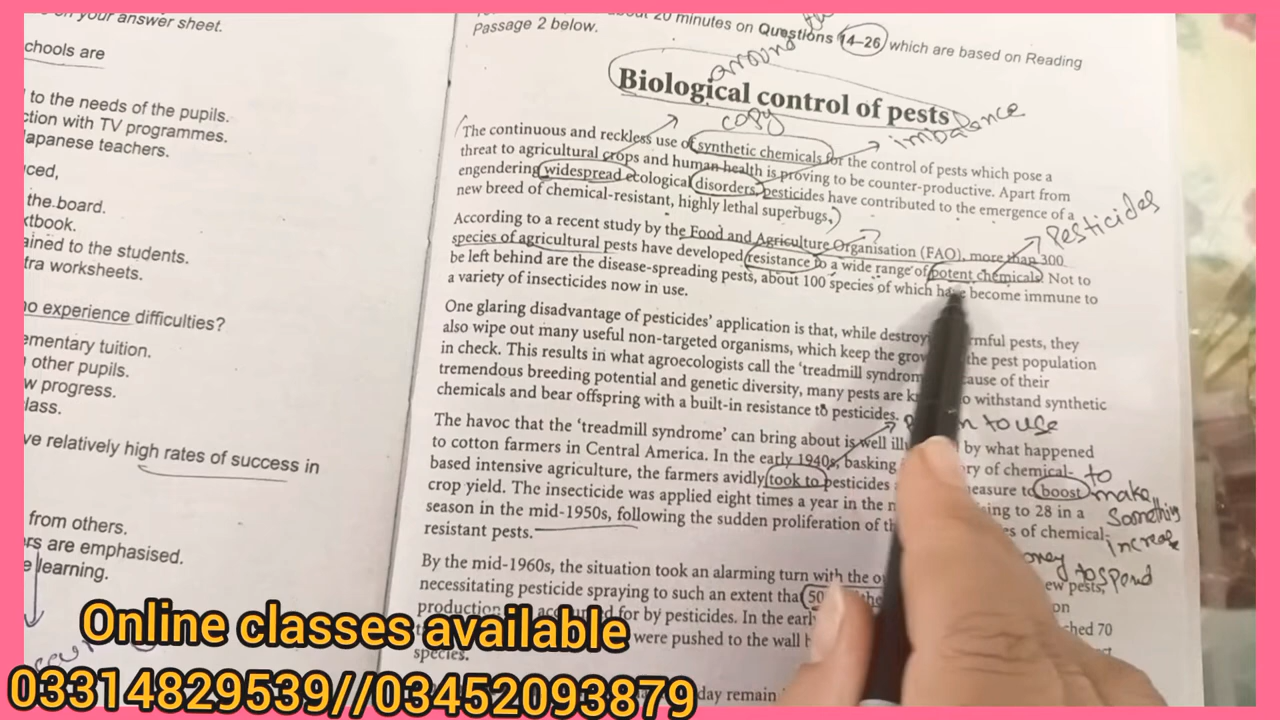 on your answer sheet.
chools are
to the needs of the pupils.
ction with TV programmes.
Japanese teachers.
ced,
the board.
xtbook.
ained to the students.
tra worksheets.
no experience difficulties?
ementary tuition.
other pupils.
w progress.
lass.
ve relatively high rates of success in
from others.
rs are emphasised.
e learning.
20 minutes on Questions 14-26 which are based on Reading
Passage 2 below.
around
Biological control of pests
copy
imbalance
The continuous and reckless use of synthetic chemicals for the control of pests which pose a
threat to agricultural crops and human health is proving to be counter-productive. Apart from
engendering widespread ecological disorders, pesticides have contributed to the emergence of a
new breed of chemical-resistant, highly lethal superbugs.
Pesticides
According to a recent study by the Food and Agriculture Organisation (FAO), more than 300
species of agricultural pests have developed resistance to a wide range of potent chemicals. Not to
be left behind are the disease-spreading pests, about 100 species of which have become immune to
a variety of insecticides now in use.
One glaring disadvantage of pesticides' application is that, while destroyi rmful pests, they
also wipe out many useful non-targeted organisms, which keep the grow the pest population
in check. This results in what agroecologists call the 'treadmill syndrom ause of their
tremendous breeding potential and genetic diversity, many pests are k o withstand synthetic
chemicals and bear offspring with a built-in resistance to pesticides.
to use
The havoc that the 'treadmill syndrome' can bring about is well ill by what happened
to cotton farmers in Central America. In the early 1940s, basking ry of chemical-
based intensive agriculture, the farmers avidly took to pesticides easure to boost
crop yield. The insecticide was applied eight times a year in the m sing to 28 in a
season in the mid-1950s, following the sudden proliferation of th es of chemical-
resistant pests.
to
make
Something
increase
By the mid-1960s, the situation took an alarming turn with the o ew pests,
necessitating pesticide spraying to such an extent tha 50 the
production acc nted for by pesticides. In the early ched 70
were pushed to the wall b
species.
day remain
Online classes available
03314829539//03452093879